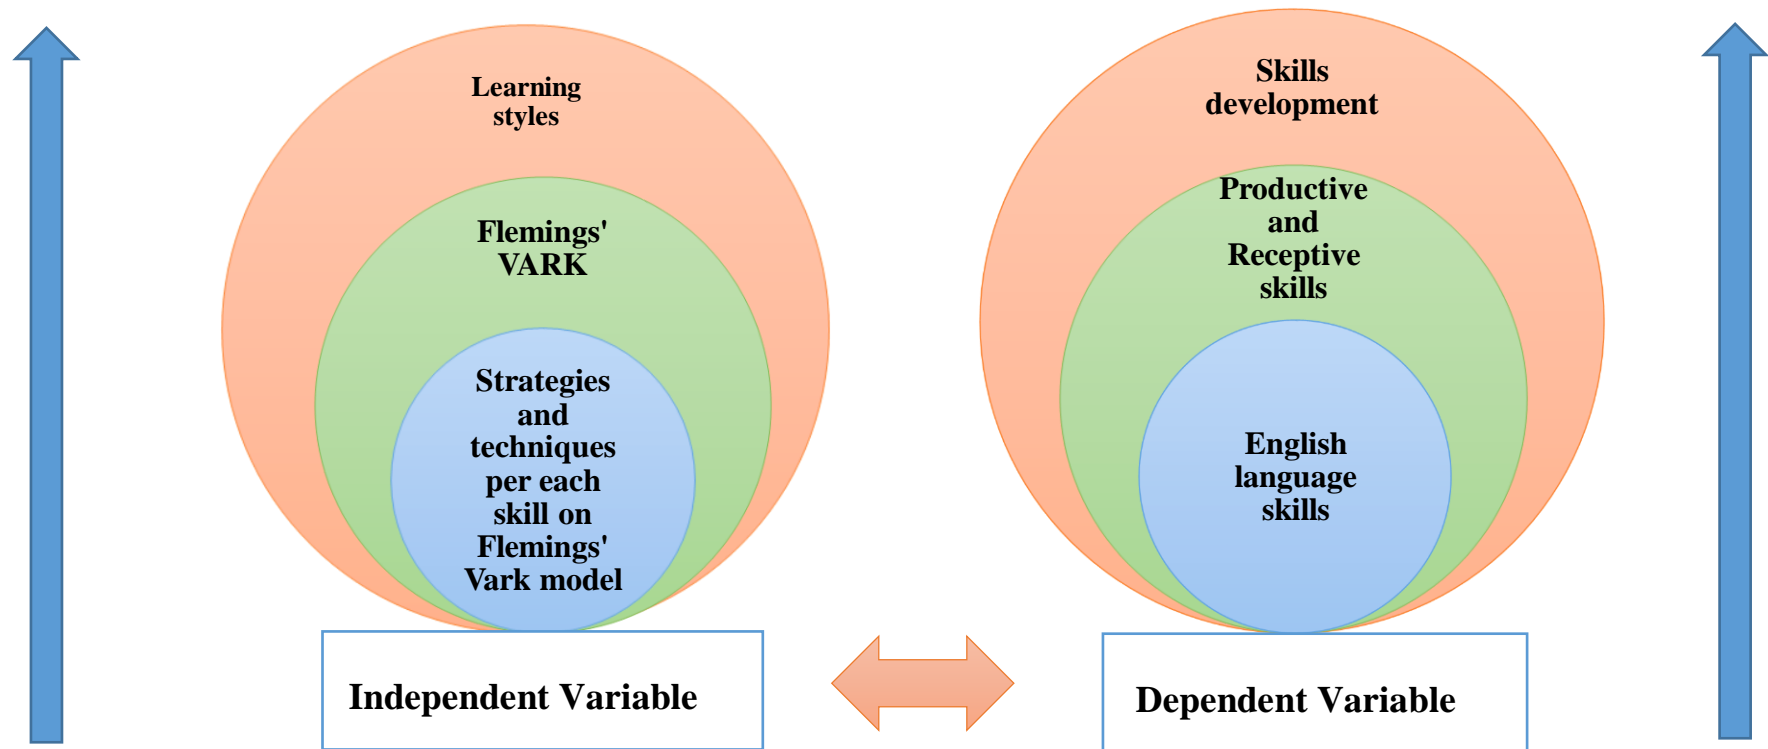 Learning
styles
Flemings'
VARK
Strategies
and
techniques
per each
skill on
Flemings'
Vark model
Independent Variable
Skills
development
Productive
and
Receptive
skills
English
language
skills
Dependent Variable